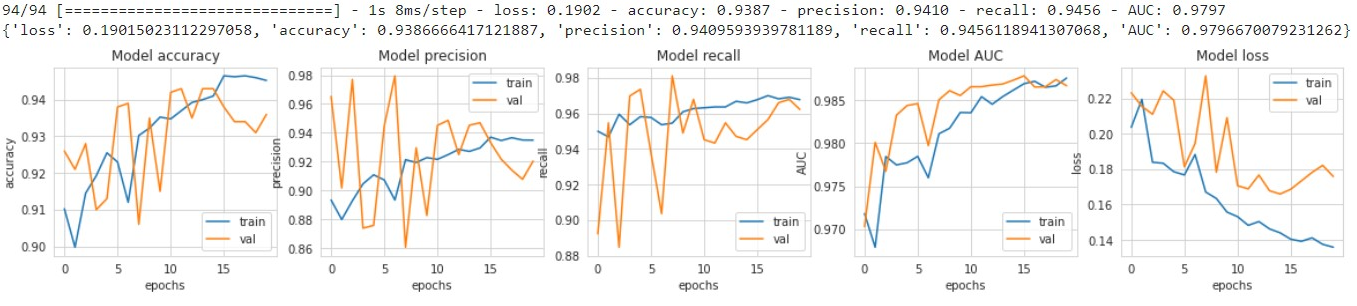 94/94 [==============================] - 1s 8ms/step - loss: 0.1902 - accuracy: 0.9387 - precision: 0.9410 - recall: 0.9456 - AUC: 0.9797
{'loss': 0.19015023112297058, 'accuracy': 0.9386666417121887, 'precision': 0.9409593939781189, 'recall': 0.9456118941307068, 'AUC': 0.9796670079231262}
Model accuracy
accuracy
0.94
0.93
0.92
0.91
0.90
train
val
0 5 10 15
epochs
Model precision
precision
0.98
0.96
0.94
0.92
0.90
0.88
0.86
train
val
0 5 10 15
epochs
Model recall
recall
0.98
0.96
0.94
0.92
0.90
0.88
train
val
0 5 10 15
epochs
Model AUC
AUC
0.985
0.980
0.975
0.970
train
val
0 5 10 15
epochs
Model loss
loss
0.22
0.20
0.18
0.16
0.14
train
val
0 5 10 15
epochs